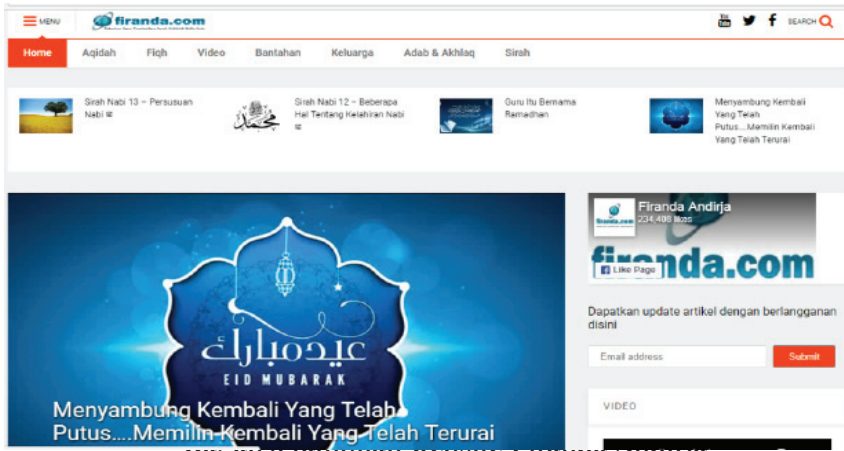 MENU
firanda.com
SEARCH
Home Aqidah Fiqh Video Bantahan Keluarga Adab & Akhlaq Sirah
Sirah Nabi 13 – Persusuan
Nabi ﷺ
Sirah Nabi 12 – Beberapa
Hal Tentang Kelahiran Nabi
ﷺ
Guru Itu Bernama
Ramadhan
Menyambung Kembali
Yang Telah
Putus....Memilin Kembali
Yang Telah Terurai
محمد
عيد مبارك
EID MUBARAK
Menyambung Kembali Yang Telah
Putus....Memilin Kembali Yang Telah Terurai
Firanda Andirja
234,408 likes
firanda.com
Like Page
Dapatkan update artikel dengan berlangganan
disini
Email address
Submit
VIDEO